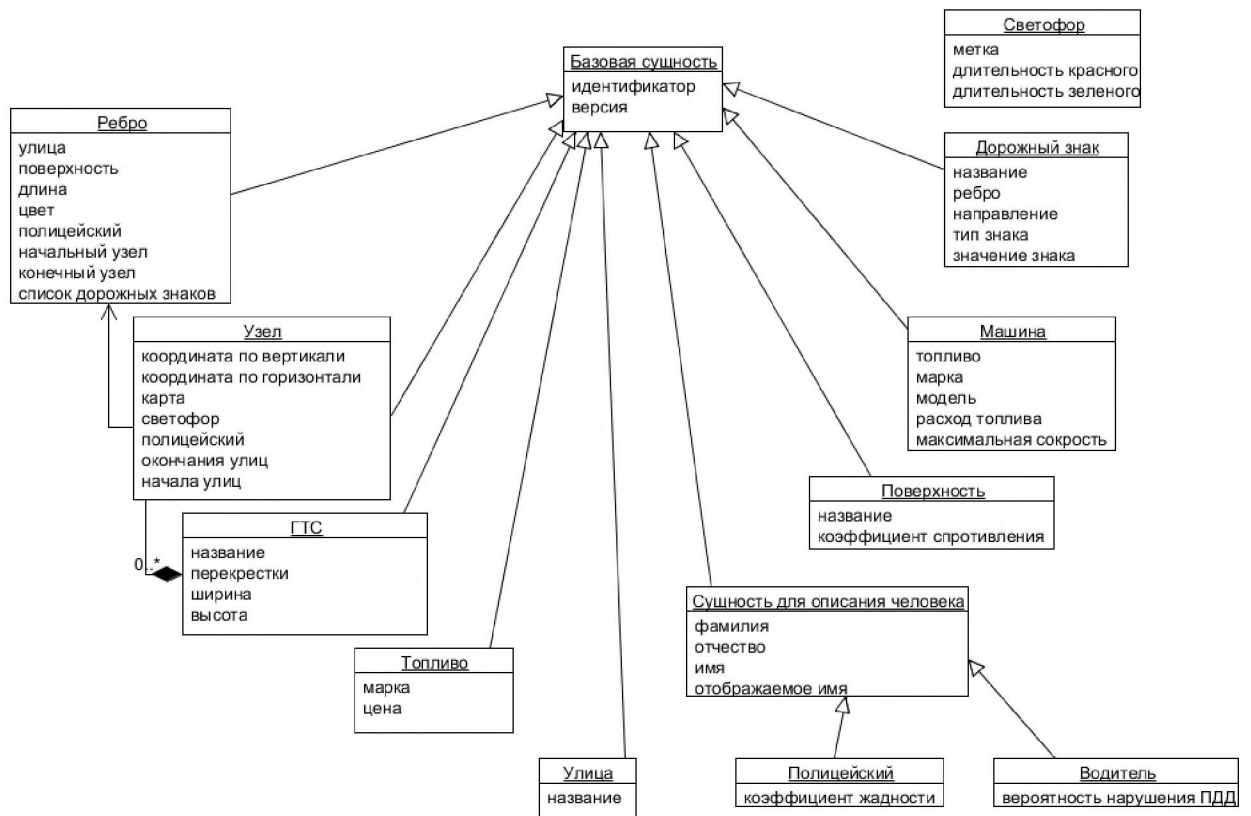 Светофор
метка
длительность красного
длительность зеленого
Базовая сущность
идентификатор
версия
Ребро
улица
поверхность
длина
цвет
полицейский
начальный узел
конечный узел
список дорожных знаков
Дорожный знак
название
ребро
направление
тип знака
значение знака
Узел
координата по вертикали
координата по горизонтали
карта
светофор
полицейский
окончания улиц
начала улиц
Машина
топливо
марка
модель
расход топлива
максимальная сокрость
Поверхность
название
коэффициент спротивления
ГТС
название
перекрестки
ширина
высота
0..*
Сущность для описания человека
фамилия
отчество
имя
отображаемое имя
Топливо
марка
цена
Улица
название
Полицейский
коэффициент жадности
Водитель
вероятность нарушения ПДД